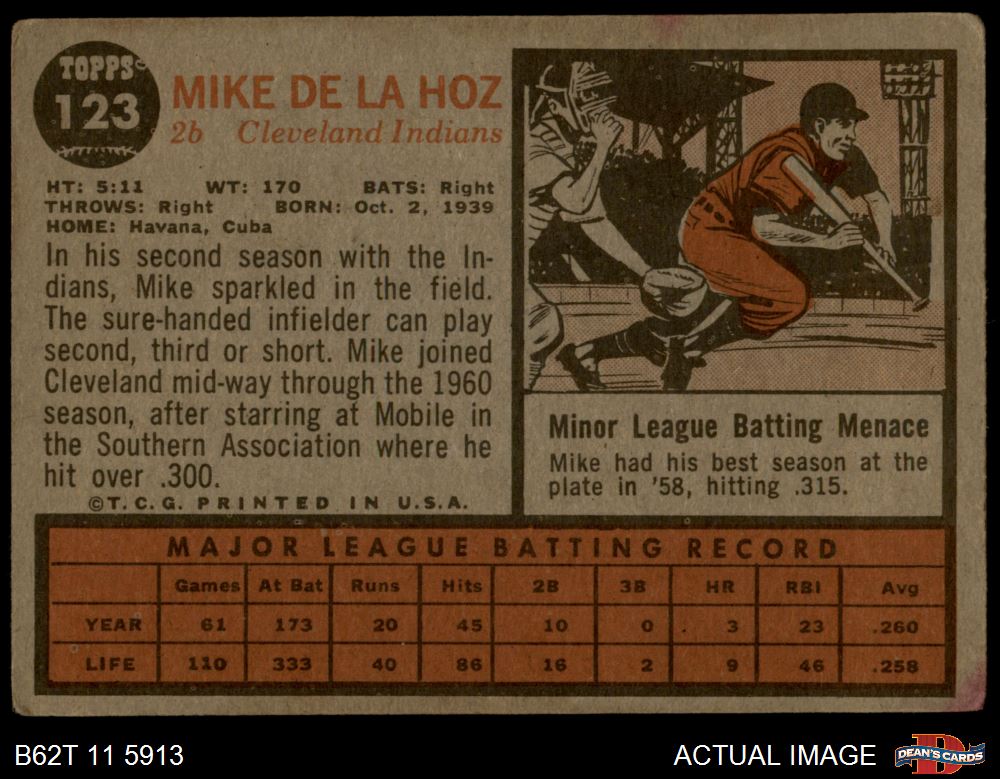 TOPPS
123
MIKE DE LA HOZ
2b Cleveland Indians
HT: 5:11 WT: 170 BATS: Right
THROWS: Right BORN: Oct. 2, 1939
HOME: Havana, Cuba
In his second season with the In-
dians, Mike sparkled in the field.
The sure-handed infielder can play
second, third or short. Mike joined
Cleveland mid-way through the 1960
season, after starring at Mobile in
the Southern Association where he
hit over .300.
©T.C.G. PRINTED IN U.S.A.
Minor League Batting Menace
Mike had his best season at the
plate in '58, hitting .315.
MAJOR LEAGUE BATTING RECORD
Games At Bat Runs Hits 2B 3B HR RBI Avg
YEAR 61 173 20 45 10 0 3 23 .260
LIFE 110 333 40 86 16 2 9 46 .258
B62T 11 5913
ACTUAL IMAGE
D
DEAN'S CARDS